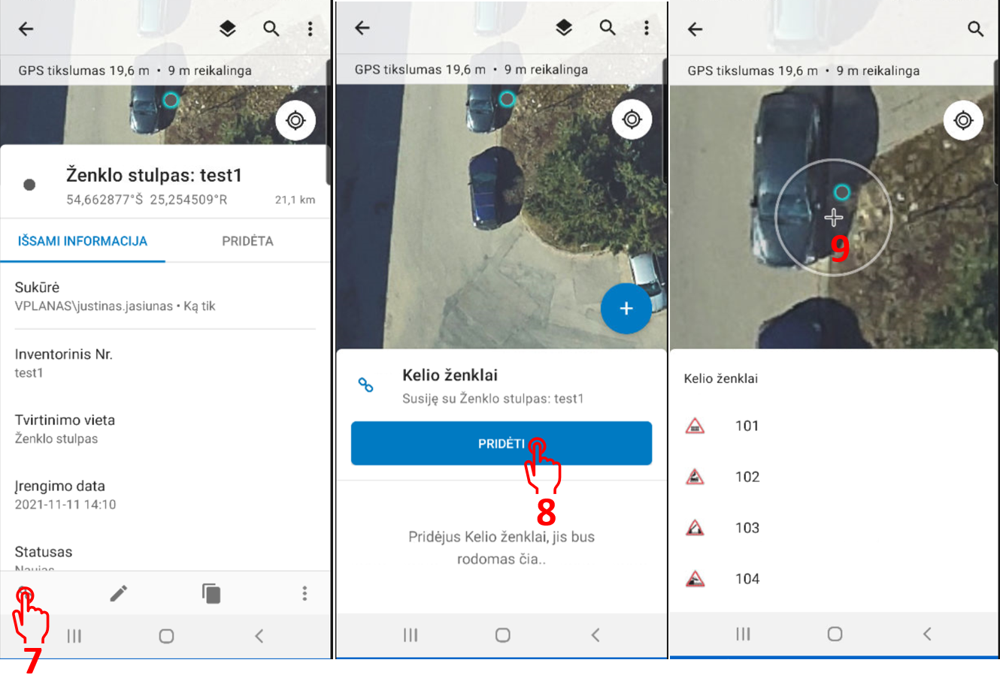 GPS tikslumas 19,6 m • 9 m reikalinga
Ženklo stulpas: test1
54,662877°Š 25,254509°R 21,1 km
IŠSAMI INFORMACIJA PRIDĖTA
Sukūrė
VPLANAS\justinas.jasiunas • Ką tik
Inventorinis Nr.
test1
Tvirtinimo vieta
Ženklo stulpas
Įrengimo data
2021-11-11 14:10
Statusas
Naujas
7
GPS tikslumas 19,6 m • 9 m reikalinga
Kelio ženklai
Susiję su Ženklo stulpas: test1
PRIDĖTI
8
Pridėjus Kelio ženklai, jis bus
rodomas čia..
GPS tikslumas 19,6 m • 9 m reikalinga
9
Kelio ženklai
101
102
103
104